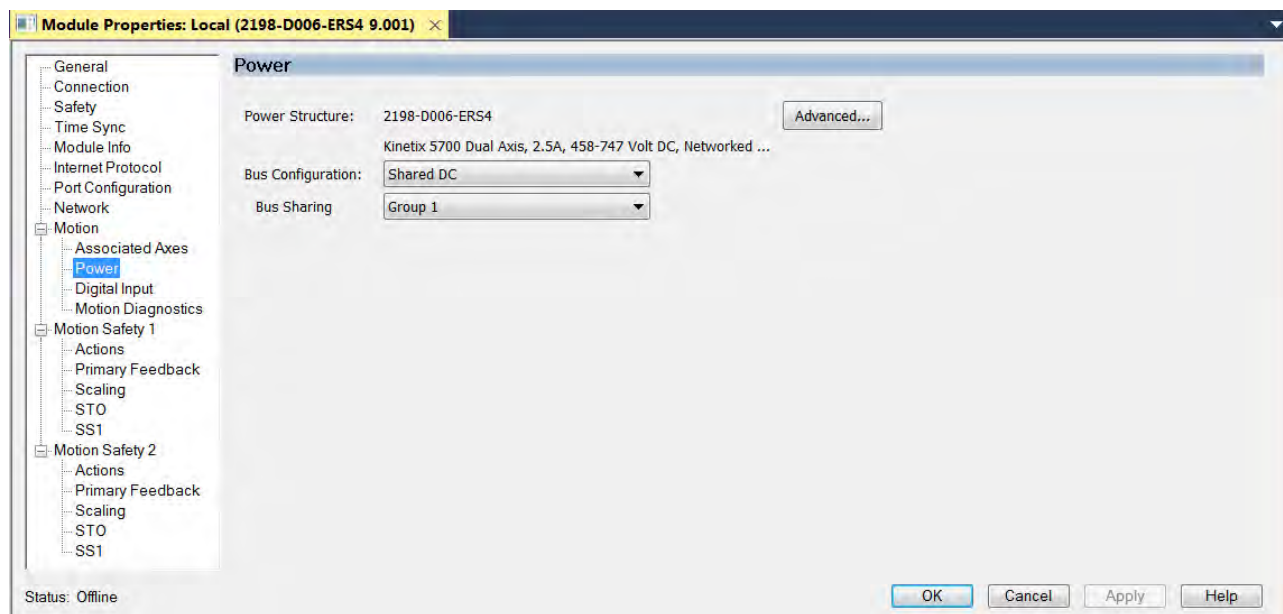 Module Properties: Local (2198-D006-ERS4 9.001) ×
General
Connection
Safety
Time Sync
Module Info
Internet Protocol
Port Configuration
Network
Motion
Associated Axes
Power
Digital Input
Motion Diagnostics
Motion Safety 1
Actions
Primary Feedback
Scaling
STO
SS1
Motion Safety 2
Actions
Primary Feedback
Scaling
STO
SS1
Power
Power Structure: 2198-D006-ERS4 Advanced...
Kinetix 5700 Dual Axis, 2.5A, 458-747 Volt DC, Networked ...
Bus Configuration: Shared DC
Bus Sharing Group 1
Status: Offline
OK Cancel Apply Help